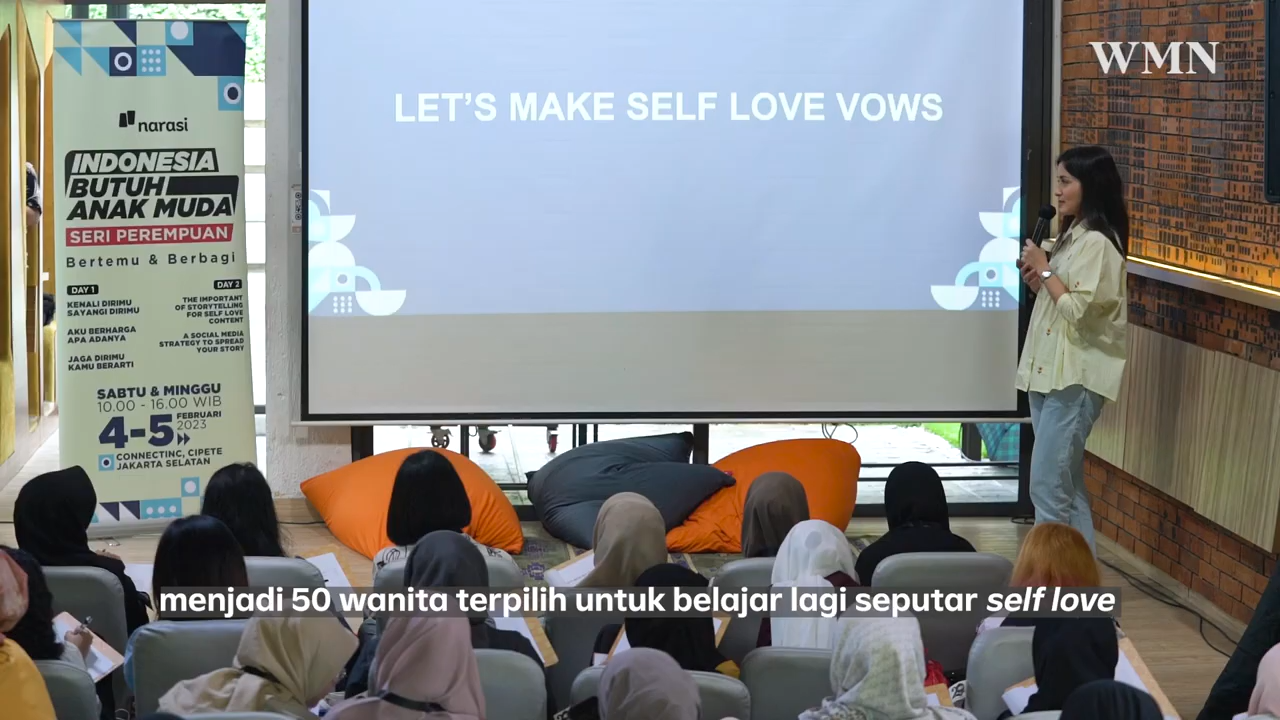 WMN
LET'S MAKE SELF LOVE VOWS
narasi
INDONESIA
BUTUH
ANAK MUDA
SERI PEREMPUAN
Bertemu & Berbagi
DAY 1
KENALI DIRIMU
SAYANGI DIRIMU
AKU BERHARGA
APA ADANYA
JAGA DIRIMU
KAMU BERARTI
DAY 2
THE IMPORTANT
OF STORYTELLING
FOR SELF LOVE
CONTENT
A SOCIAL MEDIA
STRATEGY TO SPREAD
YOUR STORY
SABTU & MINGGU
10.00 - 16.00 WIB
4-5 FEBRUARI
2023
CONNECTINC, CIPETE
JAKARTA SELATAN
menjadi 50 wanita terpilih untuk belajar lagi seputar self love